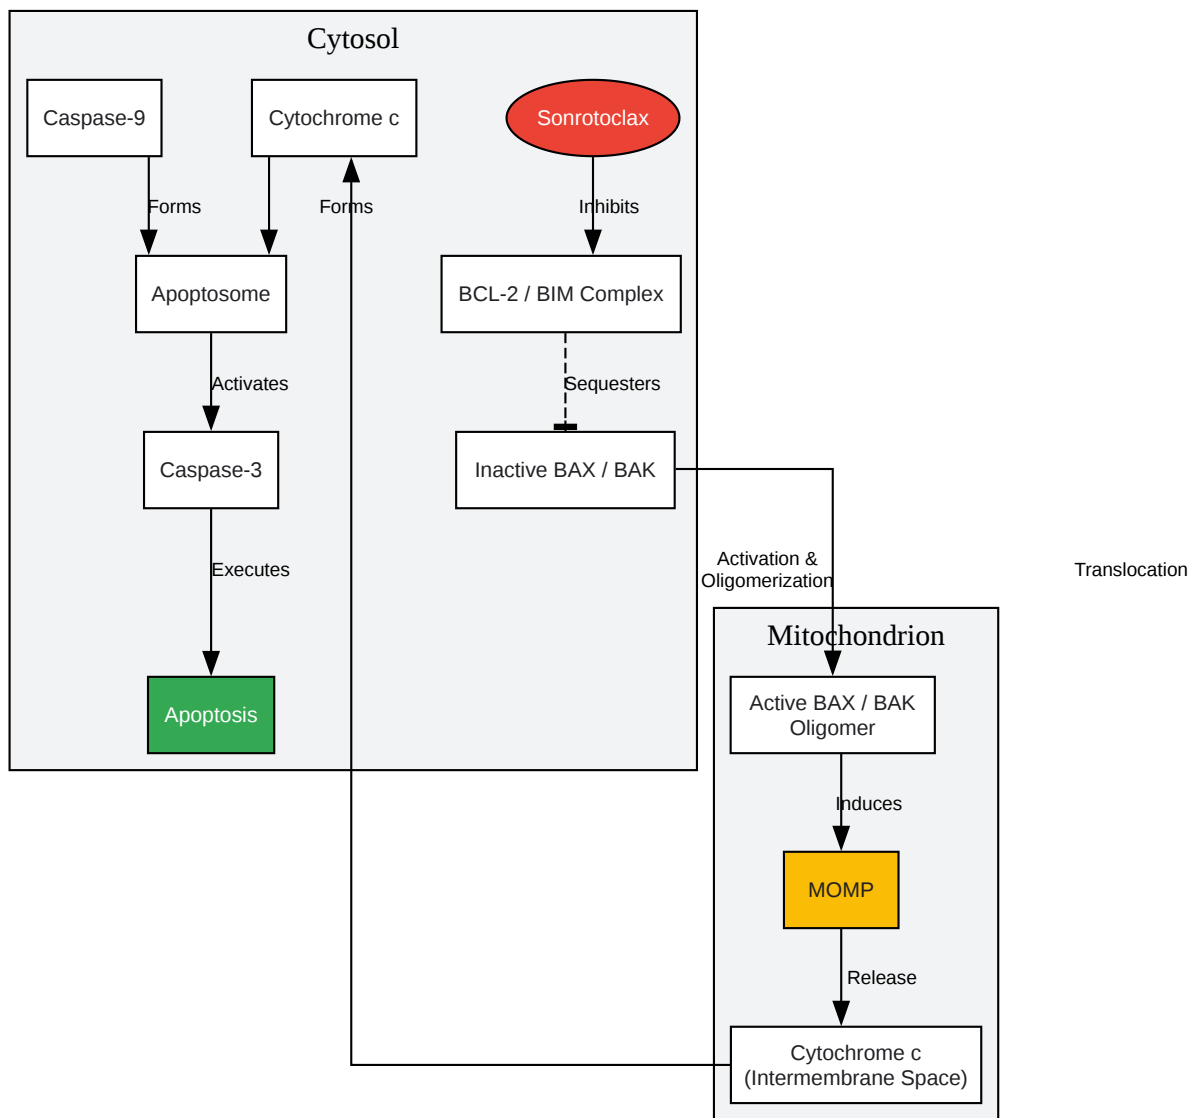 Cytosol
Caspase-9
Cytochrome c
Sonrotoclax
Forms
Forms
Inhibits
Apoptosome
BCL-2 / BIM Complex
Activates
Sequesters
Caspase-3
Inactive BAX / BAK
Executes
Activation &
Oligomerization
Translocation
Mitochondrion
Apoptosis
Active BAX / BAK
Oligomer
Induces
MOMP
Release
Cytochrome c
(Intermembrane Space)